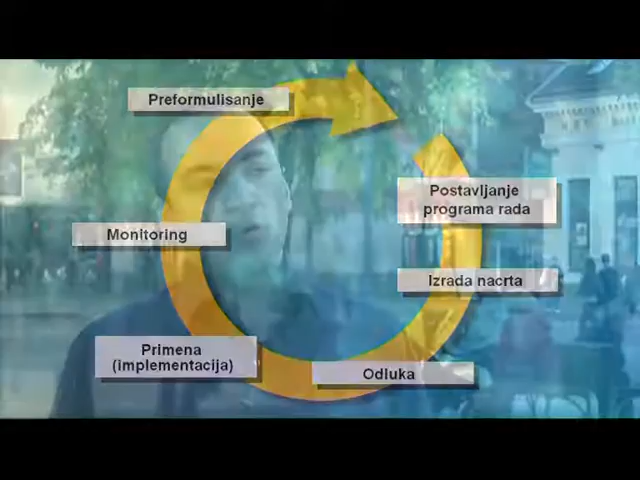 Preformulisanje
Postavljanje
programa rada
Izrada nacrta
Odluka
Primena
(implementacija)
Monitoring